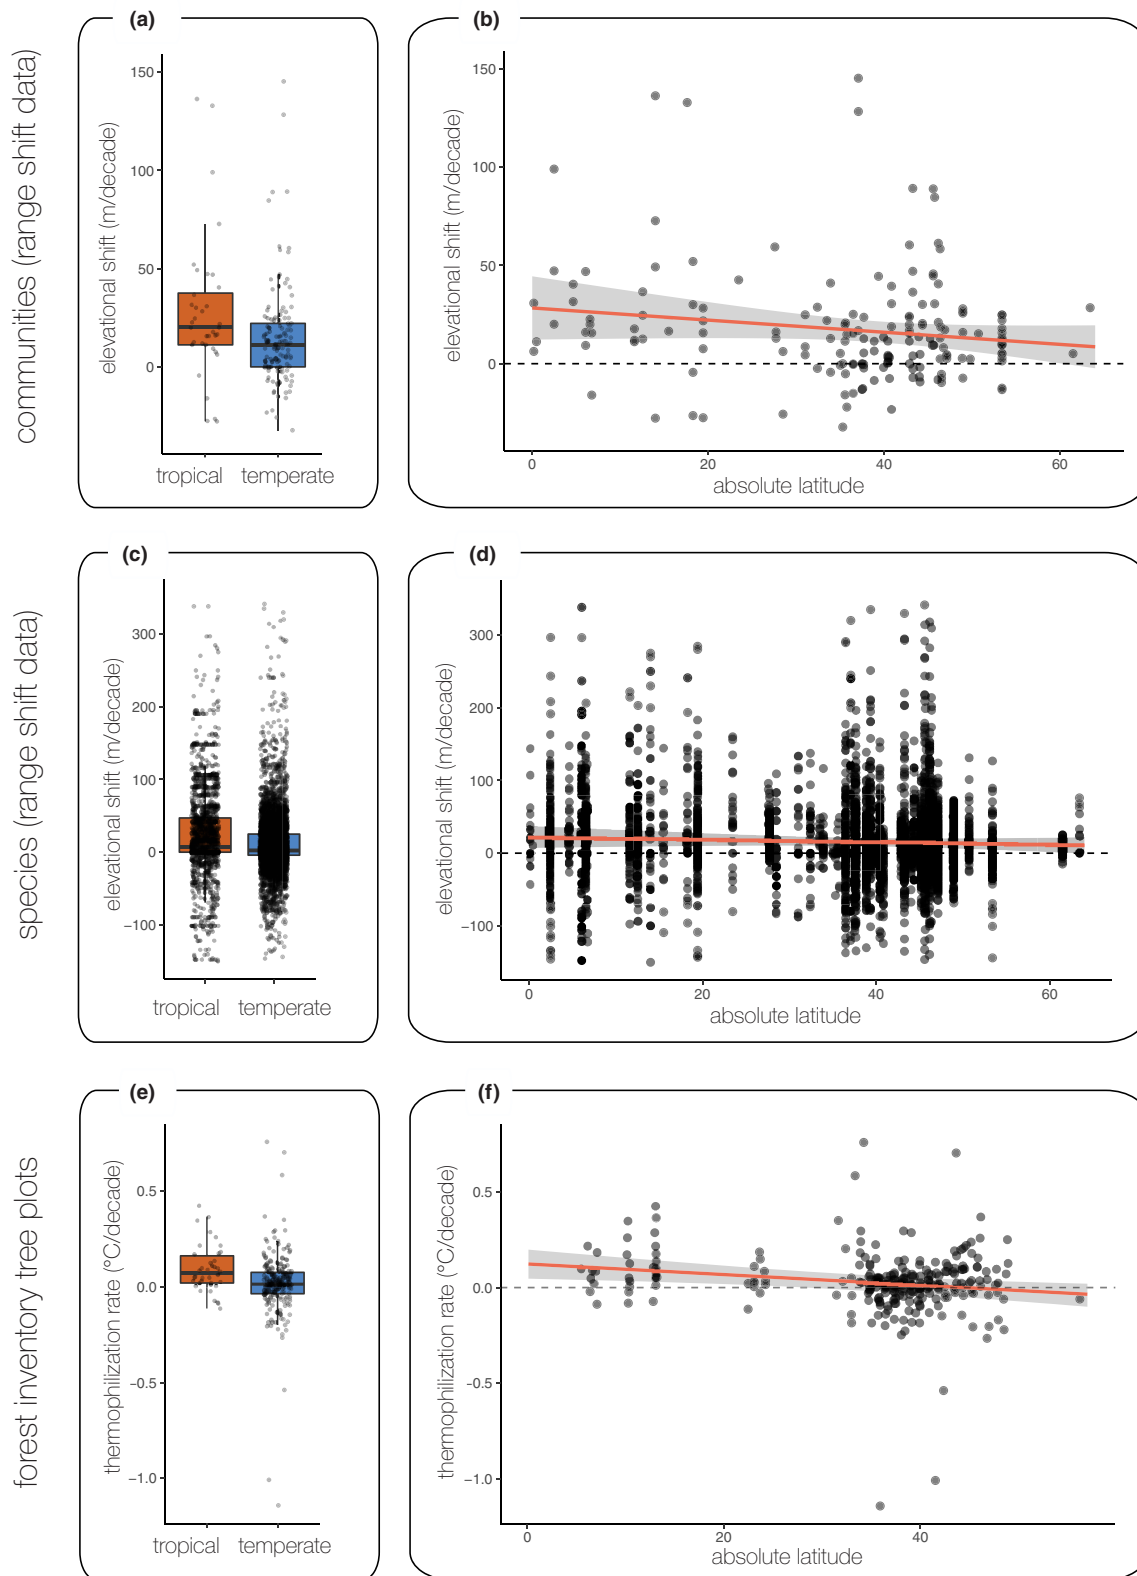 communities (range shift data)
(a)
elevational shift (m/decade)
150
100
50
0
tropical
temperate
(b)
elevational shift (m/decade)
150
100
50
0
0
20
40
60
absolute latitude
species (range shift data)
(c)
elevational shift (m/decade)
300
200
100
0
−100
tropical
temperate
(d)
elevational shift (m/decade)
300
200
100
0
−100
0
20
40
60
absolute latitude
forest inventory tree plots
(e)
thermophilization rate (°C/decade)
0.5
0.0
−0.5
−1.0
tropical
temperate
(f)
thermophilization rate (°C/decade)
0.5
0.0
−0.5
−1.0
0
20
40
absolute latitude